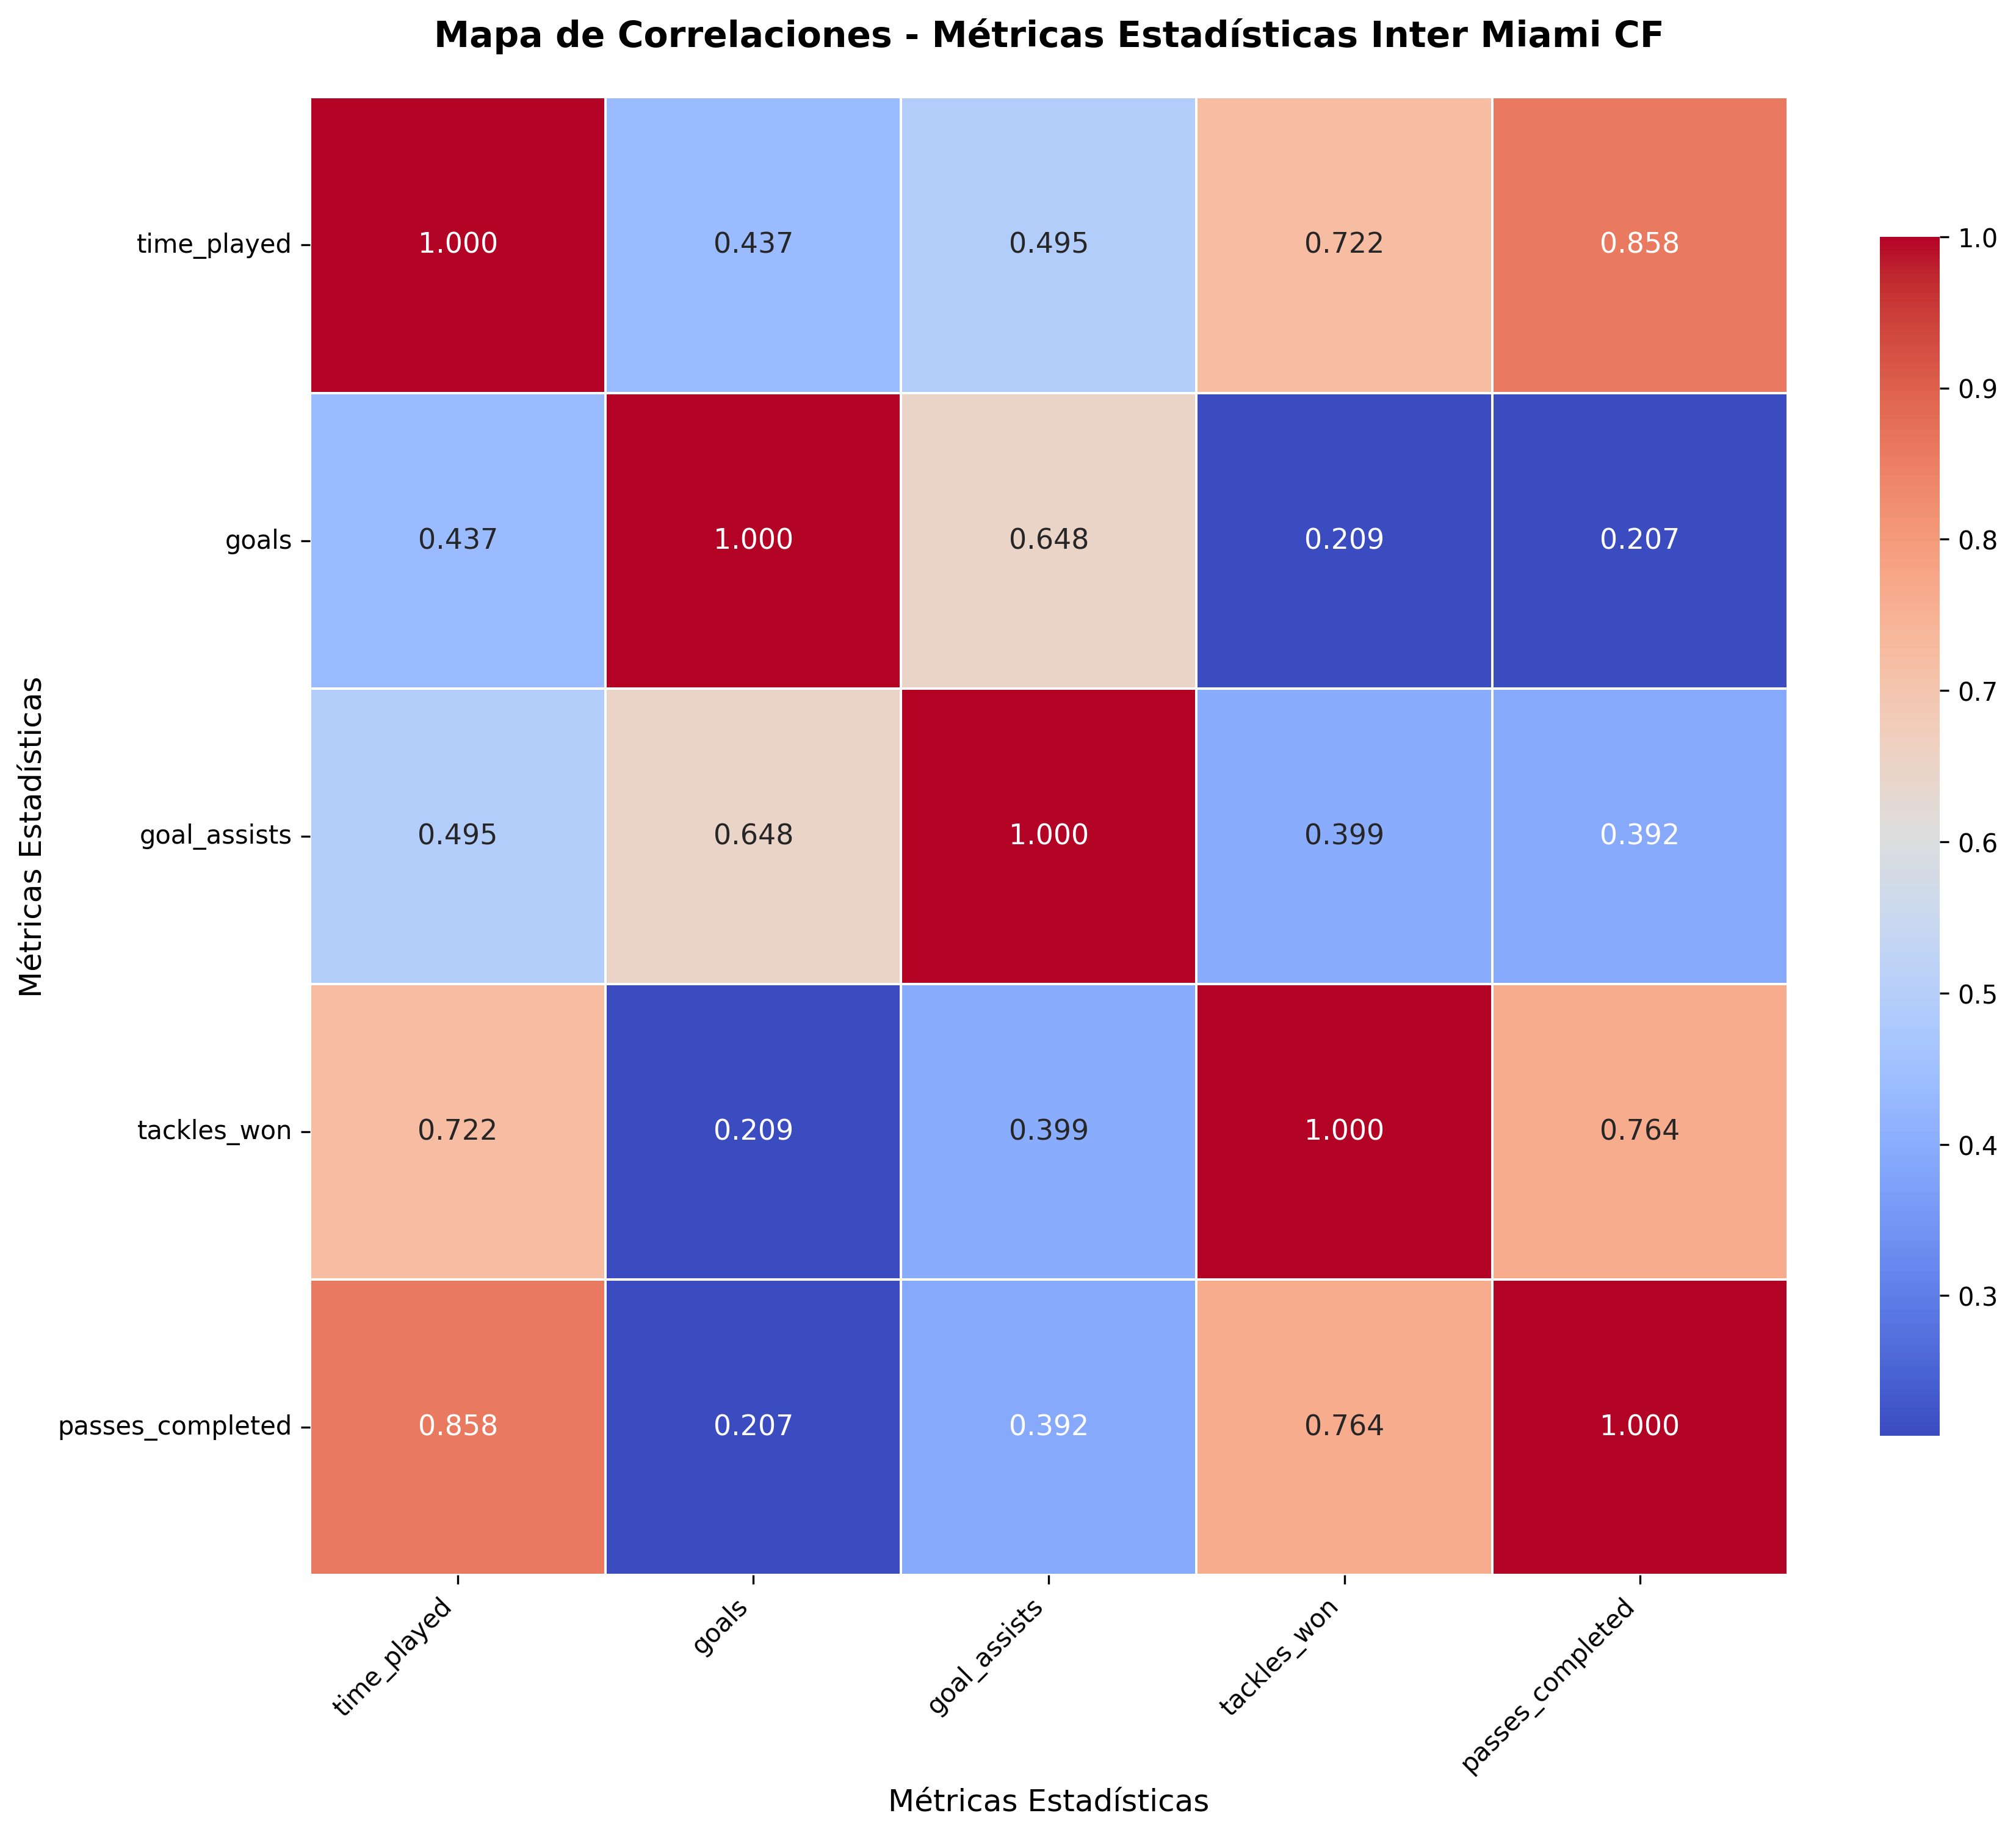 Mapa de Correlaciones - Métricas Estadísticas Inter Miami CF
Métricas Estadísticas
time_played 1.000 0.437 0.495 0.722 0.858
goals 0.437 1.000 0.648 0.209 0.207
goal_assists 0.495 0.648 1.000 0.399 0.392
tackles_won 0.722 0.209 0.399 1.000 0.764
passes_completed 0.858 0.207 0.392 0.764 1.000
time_played goals goal_assists tackles_won passes_completed
Métricas Estadísticas
1.0
0.9
0.8
0.7
0.6
0.5
0.4
0.3